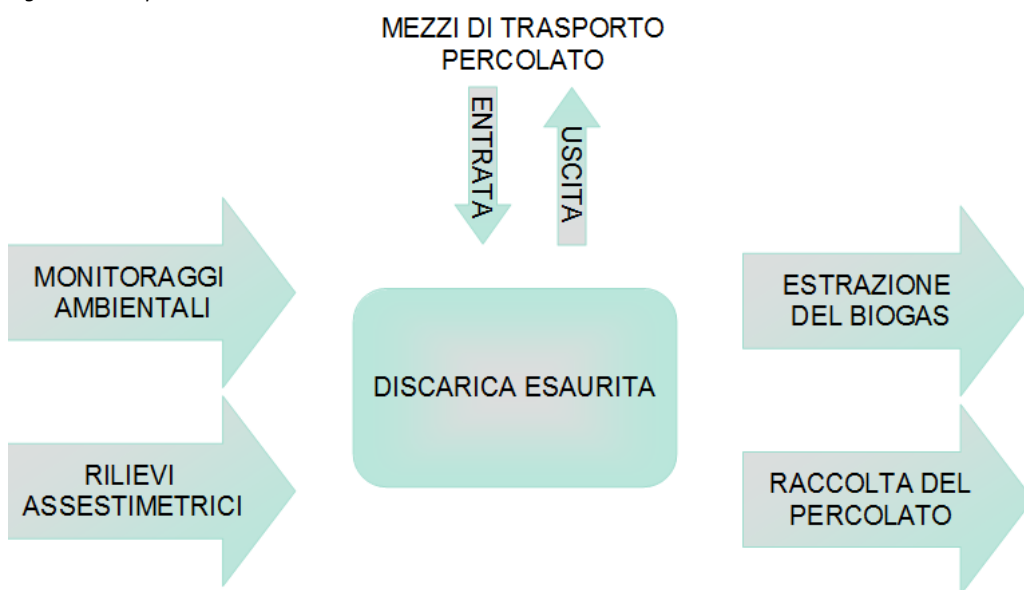 MEZZI DI TRASPORTO
PERCOLATO
ENTRATA
USCITA
MONITORAGGI
AMBIENTALI
ESTRAZIONE
DEL BIOGAS
DISCARICA ESAURITA
RILIEVI
ASSESTIMETRICI
RACCOLTA DEL
PERCOLATO